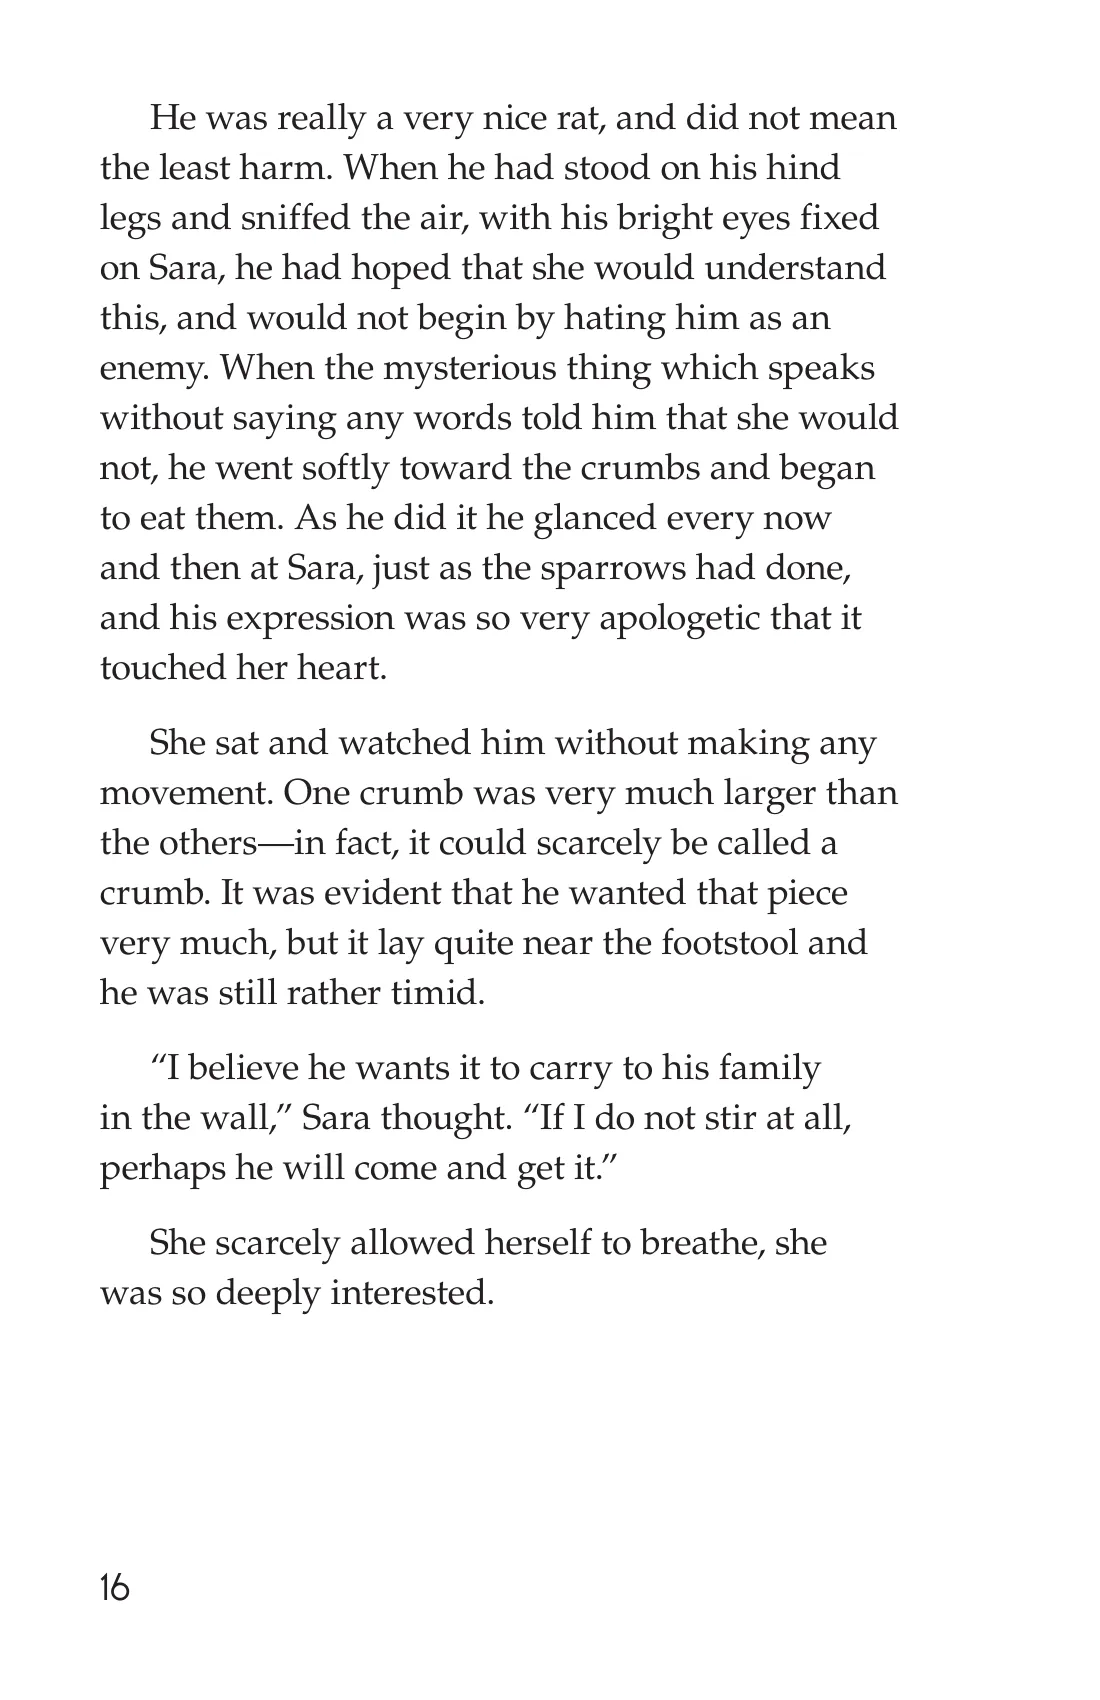 He was really a very nice rat, and did not mean
the least harm. When he had stood on his hind
legs and sniffed the air, with his bright eyes fixed
on Sara, he had hoped that she would understand
this, and would not begin by hating him as an
enemy. When the mysterious thing which speaks
without saying any words told him that she would
not, he went softly toward the crumbs and began
to eat them. As he did it he glanced every now
and then at Sara, just as the sparrows had done,
and his expression was so very apologetic that it
touched her heart.
She sat and watched him without making any
movement. One crumb was very much larger than
the others—in fact, it could scarcely be called a
crumb. It was evident that he wanted that piece
very much, but it lay quite near the footstool and
he was still rather timid.
“I believe he wants it to carry to his family
in the wall,” Sara thought. “If I do not stir at all,
perhaps he will come and get it.”
She scarcely allowed herself to breathe, she
was so deeply interested.
16